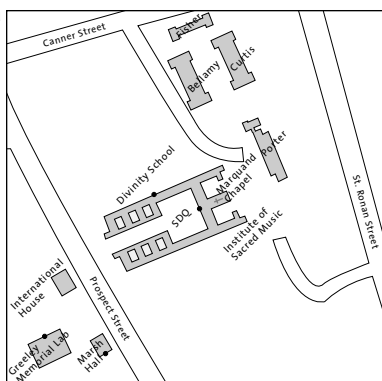 Canner Street
Fisher
Bellamy
Curtis
Porter
Divinity School
Marquand
Chapel
SDQ
Institute of
Sacred Music
St. Ronan Street
International
House
Prospect Street
Greeley
Memorial Lab
Marsh
Hall